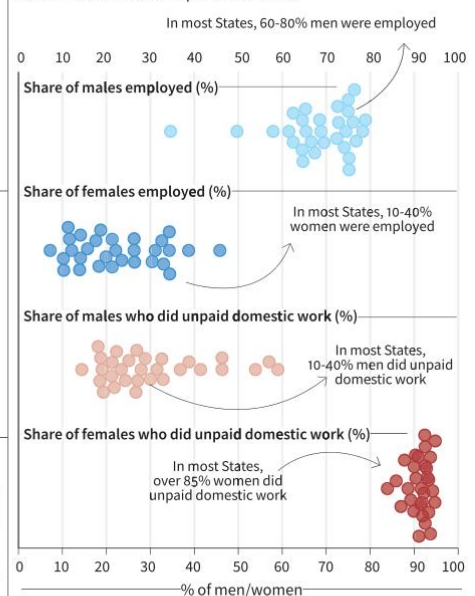 In most States, 60-80% men were employed
0 10 20 30 40 50 60 70 80 90 100
Share of males employed (%)
Share of females employed (%)
In most States, 10-40%
women were employed
Share of males who did unpaid domestic work (%)
In most States,
10-40% men did unpaid
domestic work
Share of females who did unpaid domestic work (%)
In most States,
over 85% women did
unpaid domestic work
0 10 20 30 40 50 60 70 80 90 100
% of men/women